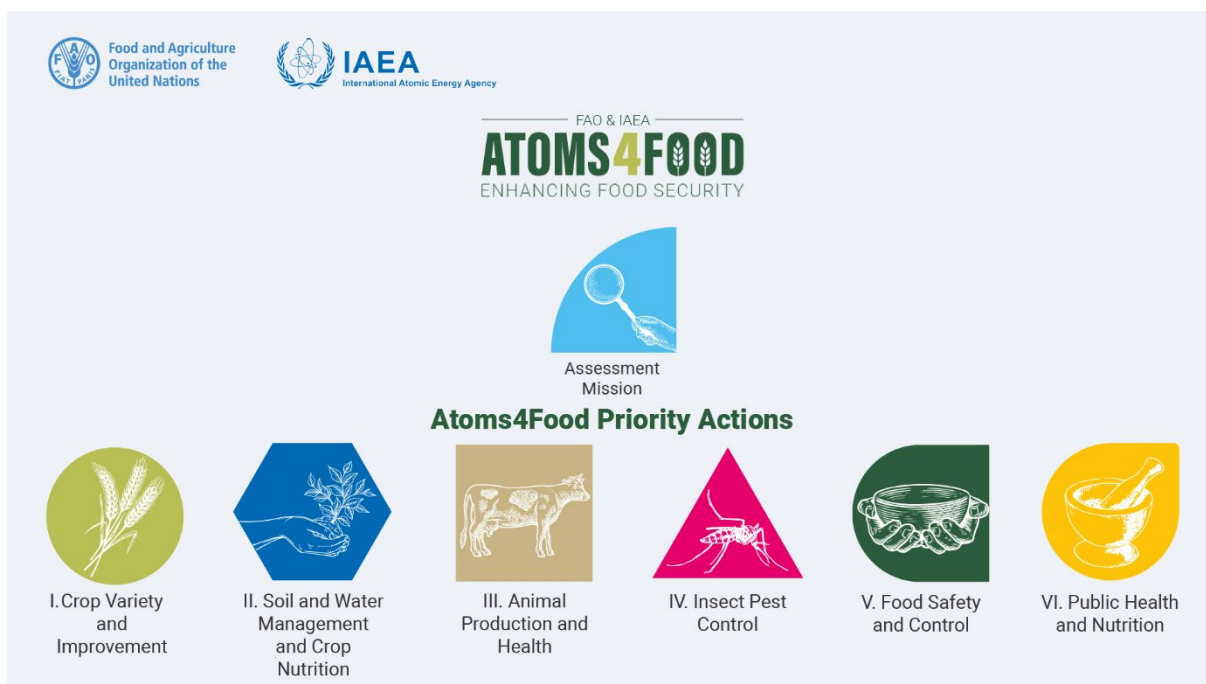 Food and Agriculture
Organization of the
United Nations
F A O
FIAT PANIS
IAEA
International Atomic Energy Agency
FAO & IAEA
ATOMS4FOOD
ENHANCING FOOD SECURITY
Assessment
Mission
Atoms4Food Priority Actions
I. Crop Variety
and
Improvement
II. Soil and Water
Management
and Crop
Nutrition
III. Animal
Production and
Health
IV. Insect Pest
Control
V. Food Safety
and Control
VI. Public Health
and Nutrition